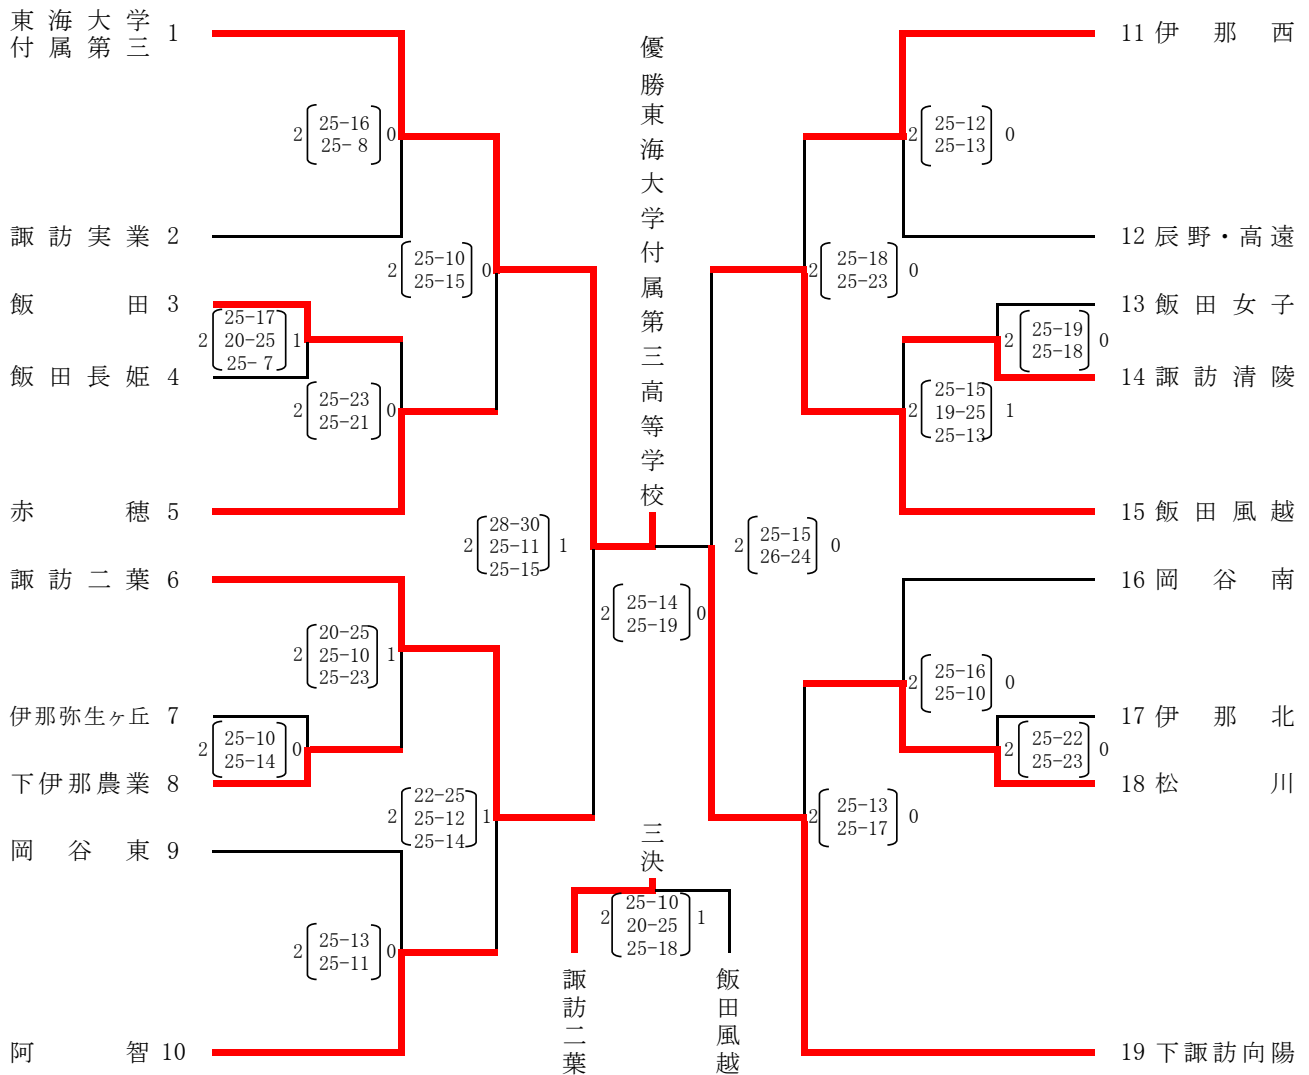 東海大学
付属第三 1
諏訪実業 2
飯田 3
飯田長姫 4
赤穂 5
諏訪二葉 6
伊那弥生ヶ丘 7
下伊那農業 8
岡谷東 9
阿智 10
2 25-16 0
25- 8
2 25-10 0
25-15
25-17
2 20-25 1
25- 7
2 25-23 0
25-21
28-30
2 25-11 1
25-15
20-25
2 25-10 1
25-23
2 25-10 0
25-14
22-25
2 25-12 1
25-14
2 25-13 0
25-11
優勝東海大学付属第三高等学校
2 25-14 0
25-19
三決
25-10
2 20-25 1
25-18
諏訪二葉
飯田風越
11 伊那西
12 辰野・高遠
13 飯田女子
14 諏訪清陵
15 飯田風越
16 岡谷南
17 伊那北
18 松川
19 下諏訪向陽
2 25-12 0
25-13
2 25-18 0
25-23
2 25-19 0
25-18
25-15
2 19-25 1
25-13
2 25-15 0
26-24
2 25-16 0
25-10
2 25-22 0
25-23
2 25-13 0
25-17